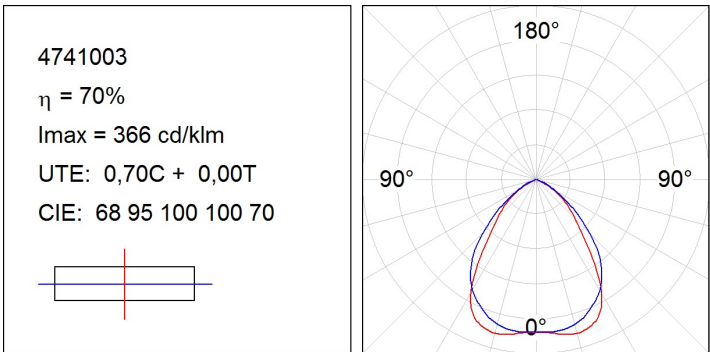 4741003
η = 70%
Imax = 366 cd/klm
UTE: 0,70C + 0,00T
CIE: 68 95 100 100 70
180°
90° 90°
0°